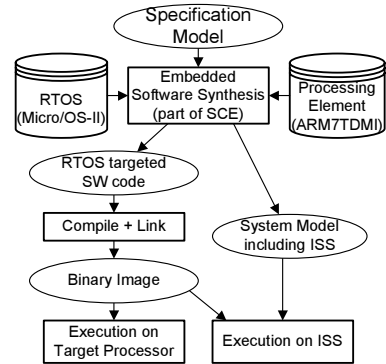 Specification
Model
RTOS
(Micro/OS-II)
Embedded
Software Synthesis
(part of SCE)
Processing
Element
(ARM7TDMI)
RTOS targeted
SW code
Compile + Link
System Model
including ISS
Binary Image
Execution on
Target Processor
Execution on ISS